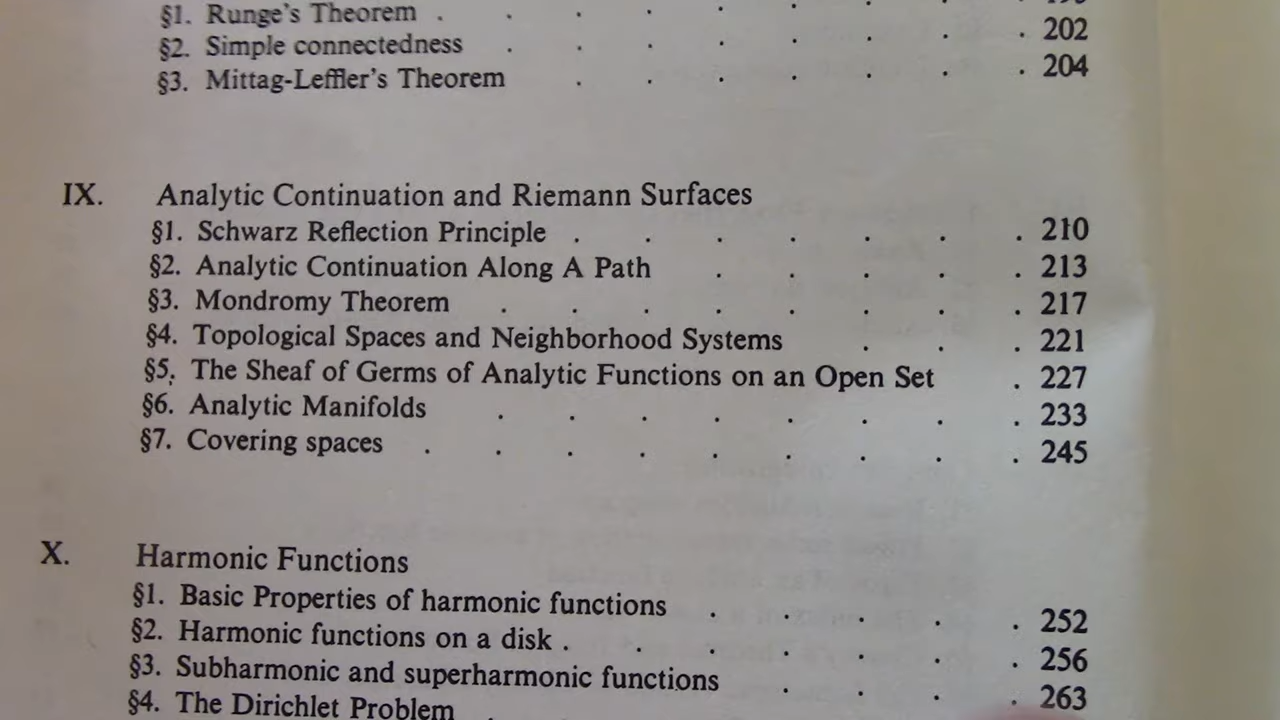 §1. Runge's Theorem .
§2. Simple connectedness . . . . . . . . 202
§3. Mittag-Leffler's Theorem . . . . . . . 204
IX. Analytic Continuation and Riemann Surfaces
§1. Schwarz Reflection Principle . . . . . . . 210
§2. Analytic Continuation Along A Path . . . . . 213
§3. Mondromy Theorem . . . . . . . . 217
§4. Topological Spaces and Neighborhood Systems . . . 221
§5. The Sheaf of Germs of Analytic Functions on an Open Set . 227
§6. Analytic Manifolds . . . . . . . . 233
§7. Covering spaces . . . . . . . . . 245
X. Harmonic Functions
§1. Basic Properties of harmonic functions . . . . . 252
§2. Harmonic functions on a disk . . . . . . . 256
§3. Subharmonic and superharmonic functions . . . . 263
§4. The Dirichlet Problem